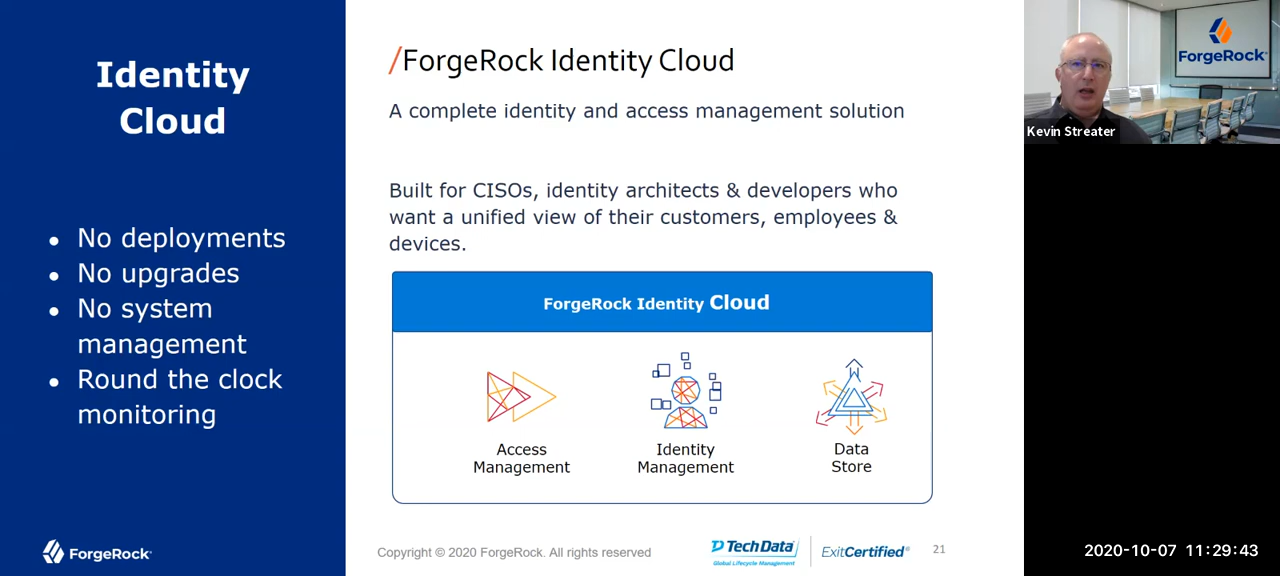 Identity
Cloud
• No deployments
• No upgrades
• No system
management
• Round the clock
monitoring
ForgeRock
/ForgeRock Identity Cloud
A complete identity and access management solution
Built for CISOs, identity architects & developers who
want a unified view of their customers, employees &
devices.
ForgeRock Identity Cloud
Access
Management
Identity
Management
Data
Store
Copyright © 2020 ForgeRock. All rights reserved
Tech Data
Global Lifecycle Management
ExitCertified®
21
ForgeRock
Kevin Streater
2020-10-07 11:29:43